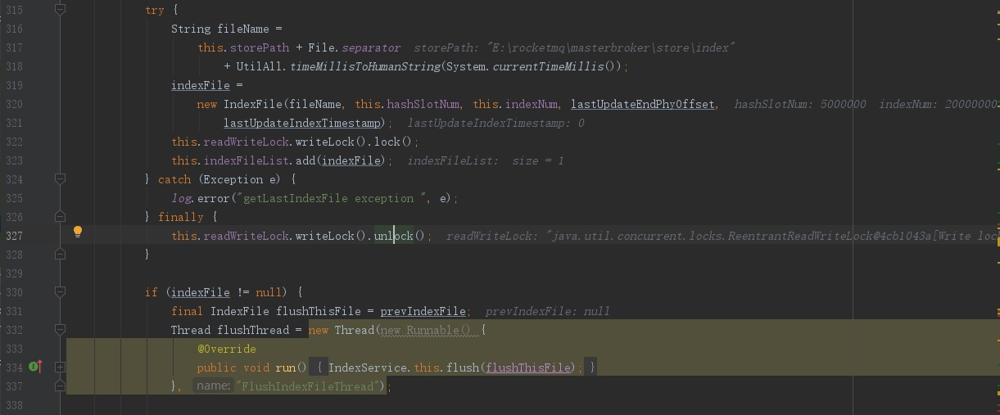 315 try {
316 String fileName =
317 this.storePath + File.separator storePath: "E:\rocketmq\masterbroker\store\index"
318 + UtilAll.timeMillisToHumanString(System.currentTimeMillis());
319 indexFile =
320 new IndexFile(fileName, this.hashSlotNum, this.indexNum, lastUpdateEndPhyOffset, hashSlotNum: 5000000 indexNum: 20000000
321 lastUpdateIndexTimestamp); lastUpdateIndexTimestamp: 0
322 this.readWriteLock.writeLock().lock();
323 this.indexFileList.add(indexFile); indexFileList: size = 1
324 } catch (Exception e) {
325 log.error("getLastIndexFile exception ", e);
326 } finally {
327 this.readWriteLock.writeLock().unlock(); readWriteLock: "java.util.concurrent.locks.ReentrantReadWriteLock@4cb1043a[Write loc
328 }
329
330 if (indexFile != null) {
331 final IndexFile flushThisFile = prevIndexFile; prevIndexFile: null
332 Thread flushThread = new Thread(new Runnable() {
333 @Override
334 public void run() { IndexService.this.flush(flushThisFile); }
337 }, name: "FlushIndexFileThread");
338